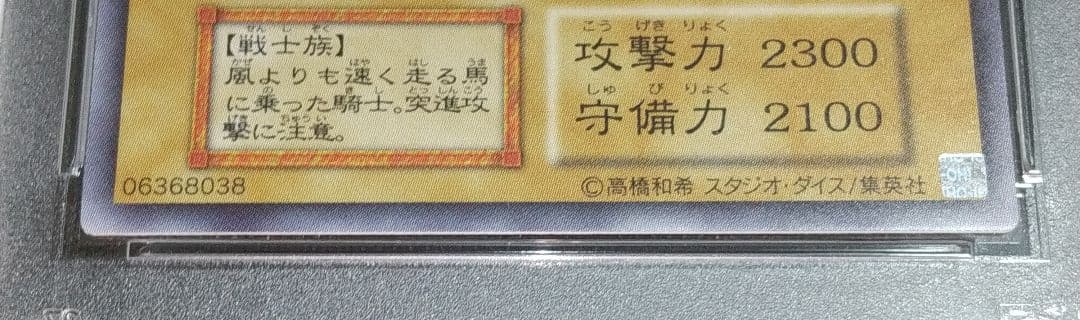 【戦士族】
風よりも速く走る馬
に乗った騎士。突進攻
撃に注意。
攻撃力 2300
守備力 2100
06368038
©高橋和希 スタジオ・ダイス/集英社